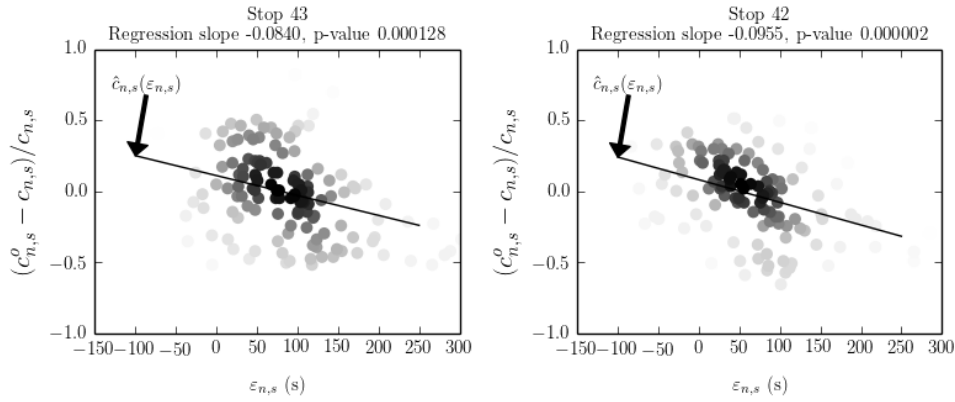 Stop 43
Regression slope -0.0840, p-value 0.000128
1.0
0.5
0.0
−0.5
−1.0
((c^o_{n,s} − c_{n,s})/c_{n,s}
ĉ_{n,s}(ε_{n,s})
−150−100 −50 0 50 100 150 200 250 300
ε_{n,s} (s)
Stop 42
Regression slope -0.0955, p-value 0.000002
1.0
0.5
0.0
−0.5
−1.0
((c^o_{n,s} − c_{n,s})/c_{n,s}
ĉ_{n,s}(ε_{n,s})
−150−100 −50 0 50 100 150 200 250 300
ε_{n,s} (s)